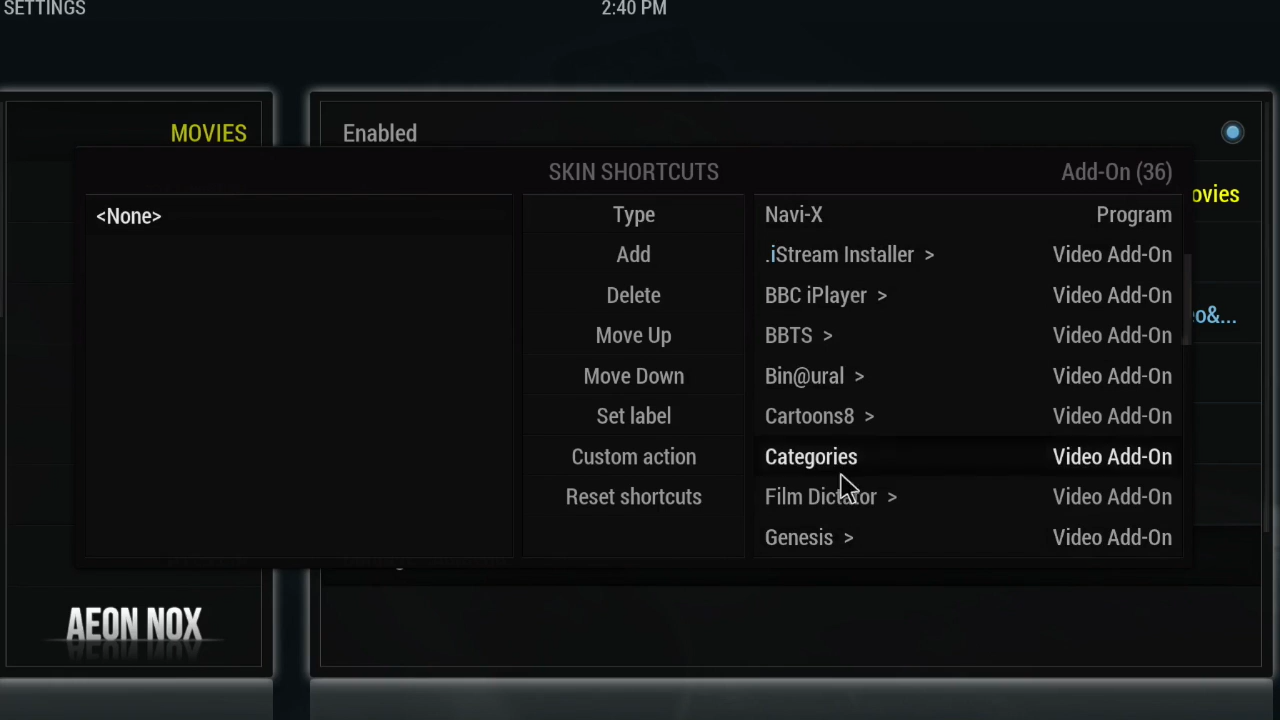 SETTINGS
2:40 PM
MOVIES
Enabled
SKIN SHORTCUTS
Add-On (36)
ovies
<None>
Type
Navi-X
Program
Add
.iStream Installer >
Video Add-On
Delete
BBC iPlayer >
Video Add-On
o&...
Move Up
BBTS >
Video Add-On
Move Down
Bin@ural >
Video Add-On
Set label
Cartoons8 >
Video Add-On
Custom action
Categories
Video Add-On
Reset shortcuts
Film Dictator >
Video Add-On
Genesis >
Video Add-On
AEON NOX